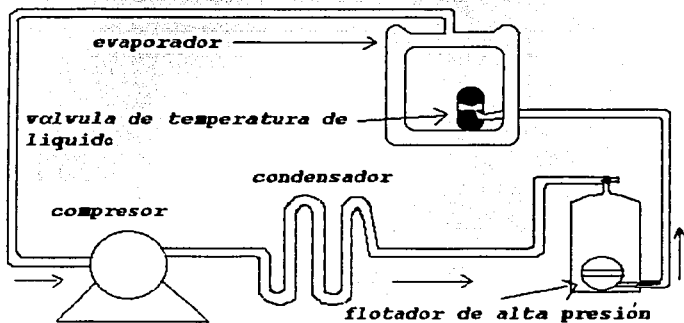 evaporador
valvula de temperatura de
liquido
condensador
compresor
flotador de alta presión